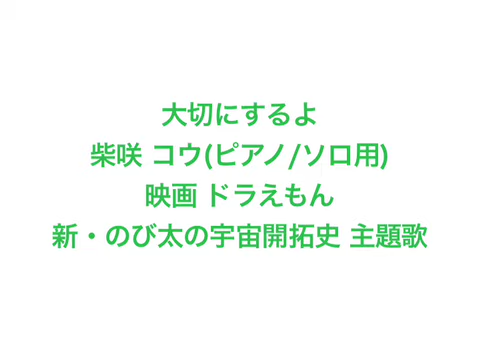 大切にするよ
柴咲 コウ(ピアノ/ソロ用)
映画 ドラえもん
新・のび太の宇宙開拓史 主題歌